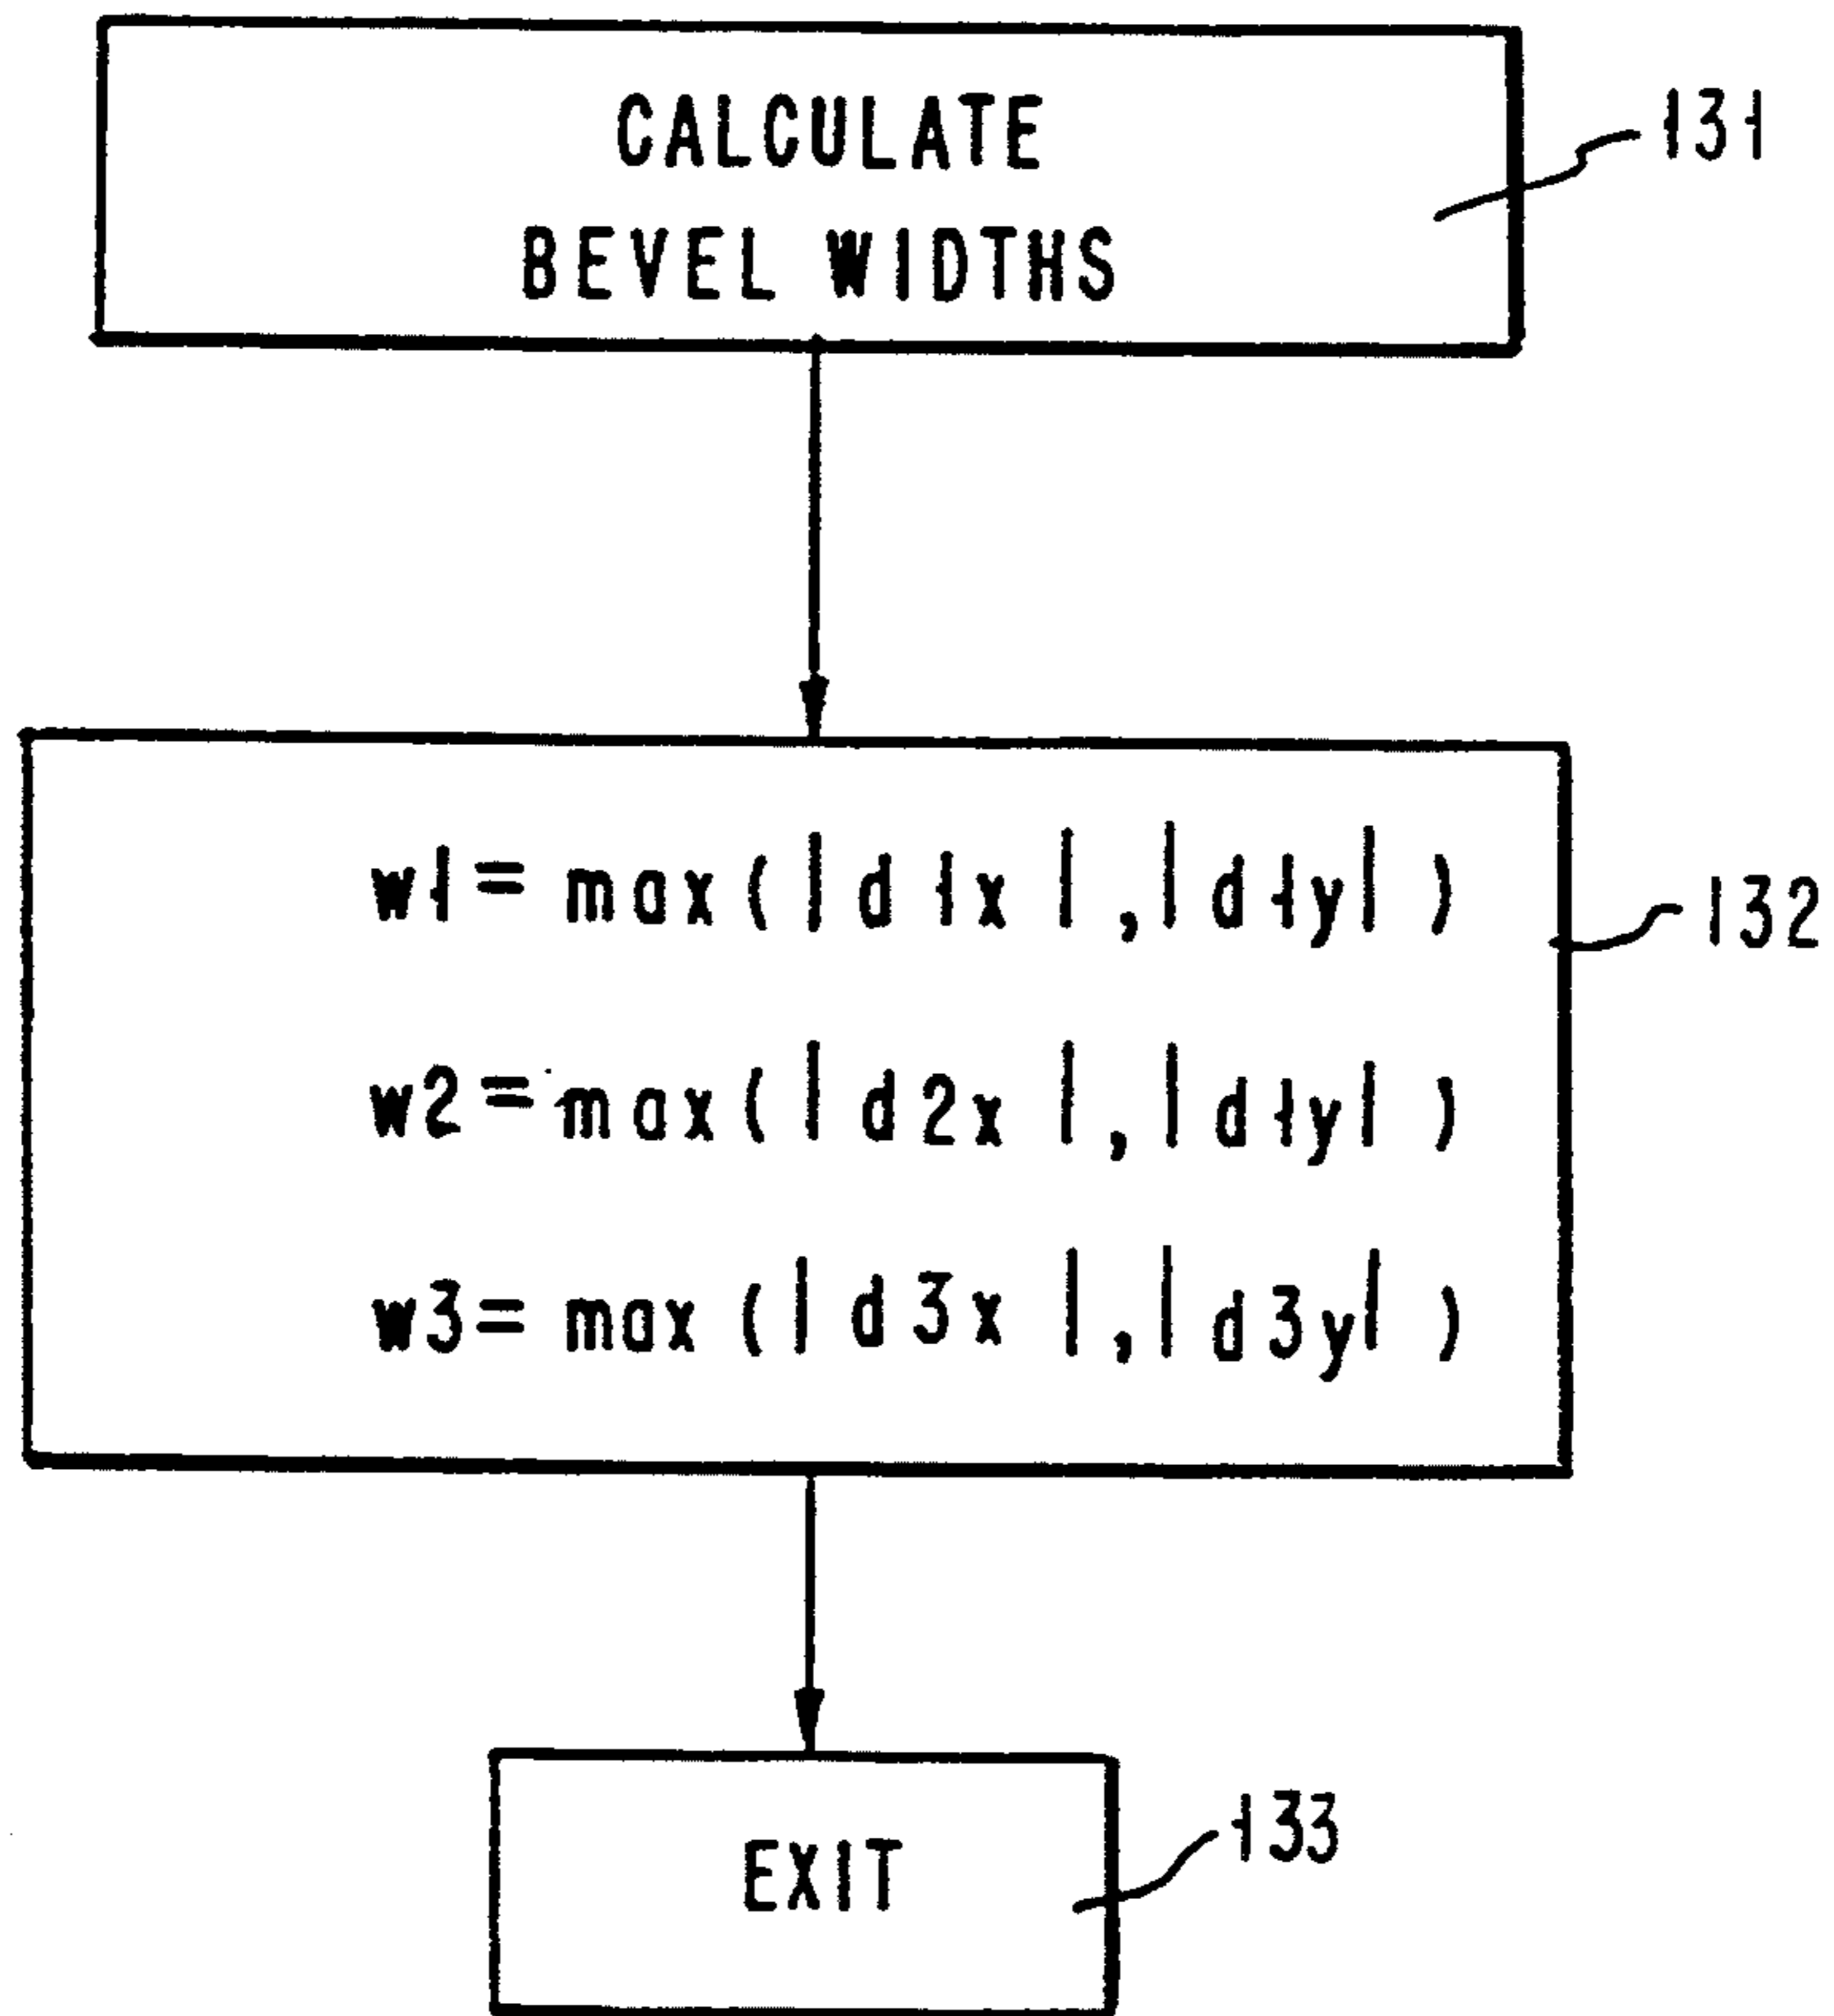 CALCULATE
BEVEL WIDTHS
131
w1= max(|d1x|,|d1y|)
132
w2= max(|d2x|,|d1y|)
w3= max(|d3x|,|d3y|)
EXIT
133